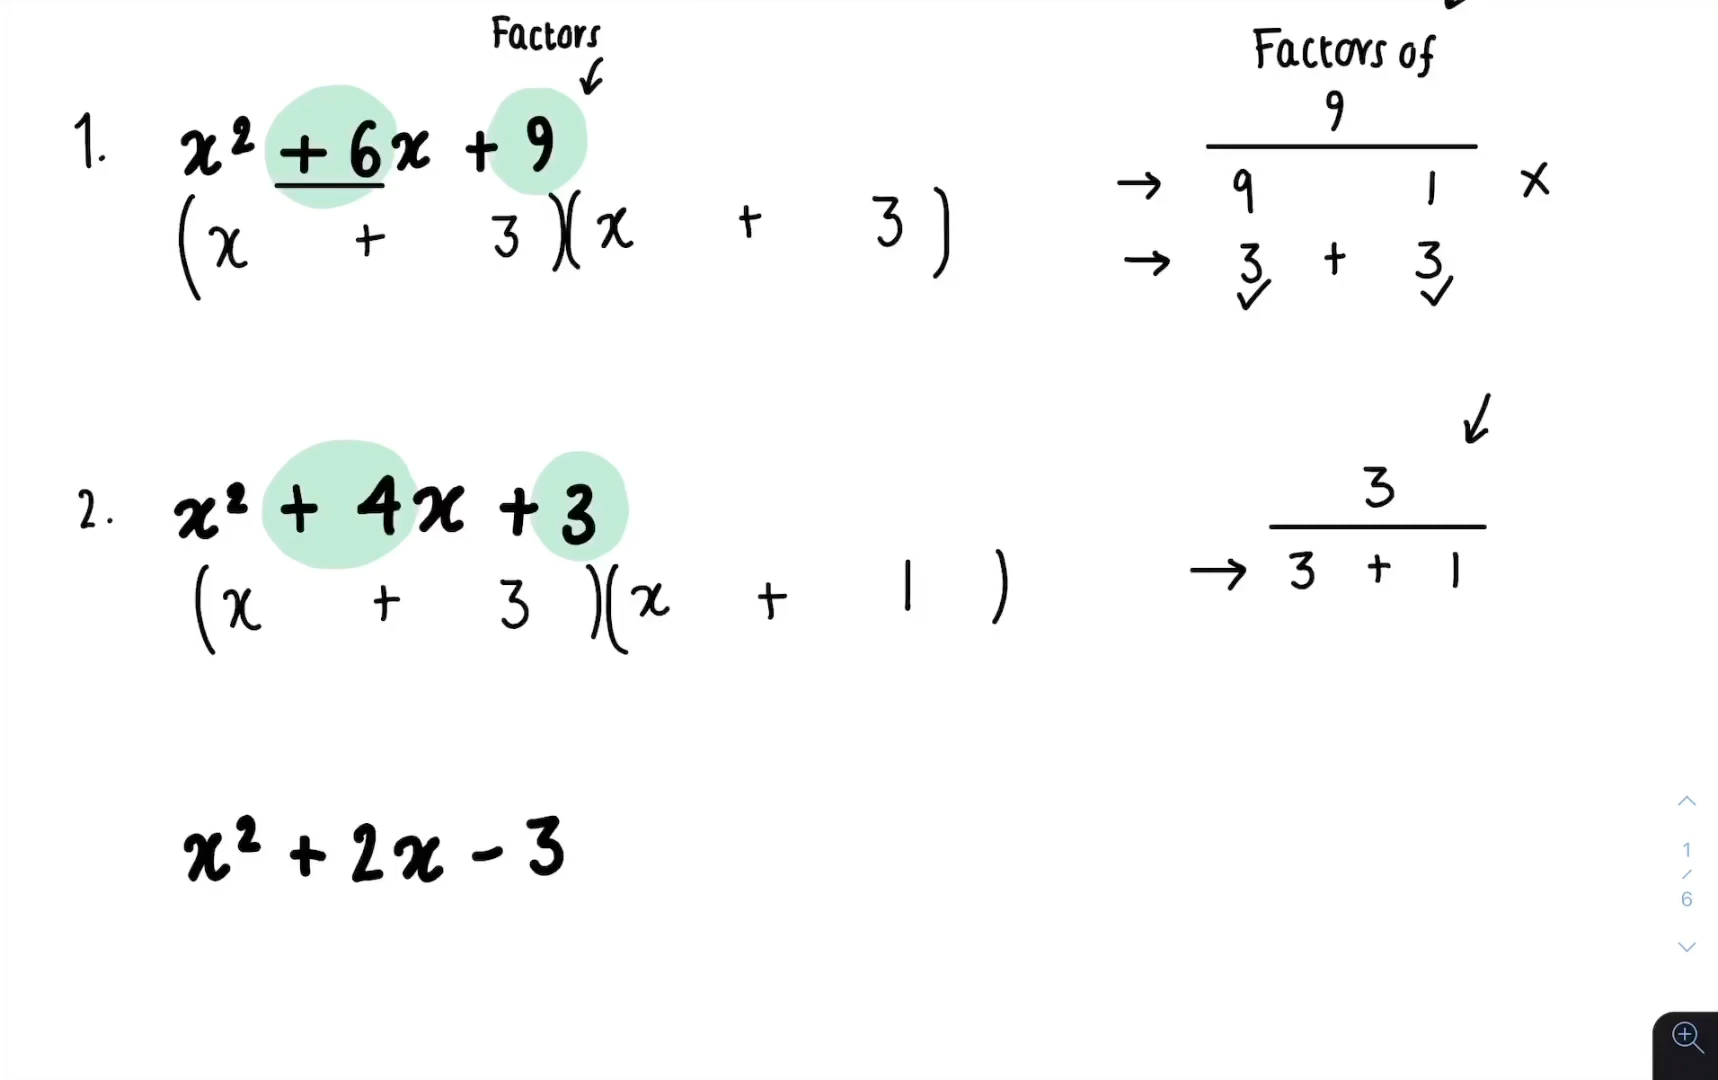 Factors
1. x² + 6x + 9
(x + 3)(x + 3)
Factors of
9
→ 9 1 ×
→ 3 + 3
2. x² + 4x + 3
(x + 3)(x + 1)
3
→ 3 + 1
x² + 2x - 3
1
/
6